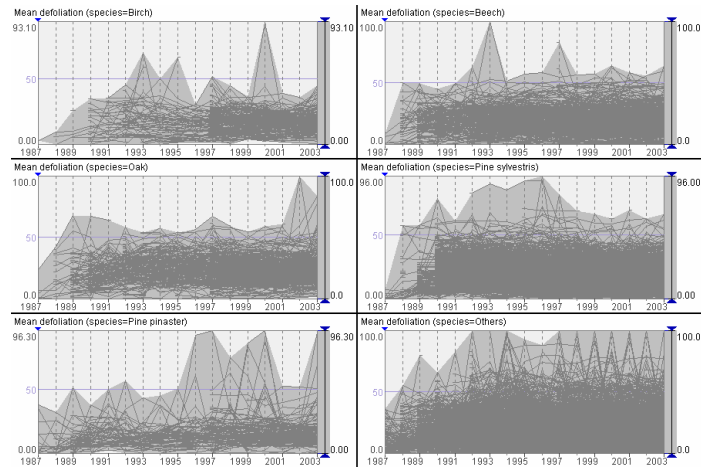 Mean defoliation (species=Birch)
93.10
93.10
50
0.00
0.00
1987 1989 1991 1993 1995 1997 1999 2001 2003
Mean defoliation (species=Beech)
100.0
100.0
50
0.0
0.0
1987 1989 1991 1993 1995 1997 1999 2001 2003
Mean defoliation (species=Oak)
100.0
100.0
50
0.0
0.0
1987 1989 1991 1993 1995 1997 1999 2001 2003
Mean defoliation (species=Pine sylvestris)
96.00
96.00
50
0.00
0.00
1987 1989 1991 1993 1995 1997 1999 2001 2003
Mean defoliation (species=Pine pinaster)
96.30
96.30
50
0.00
0.00
1987 1989 1991 1993 1995 1997 1999 2001 2003
Mean defoliation (species=Others)
100.0
100.0
50
0.0
0.0
1987 1989 1991 1993 1995 1997 1999 2001 2003